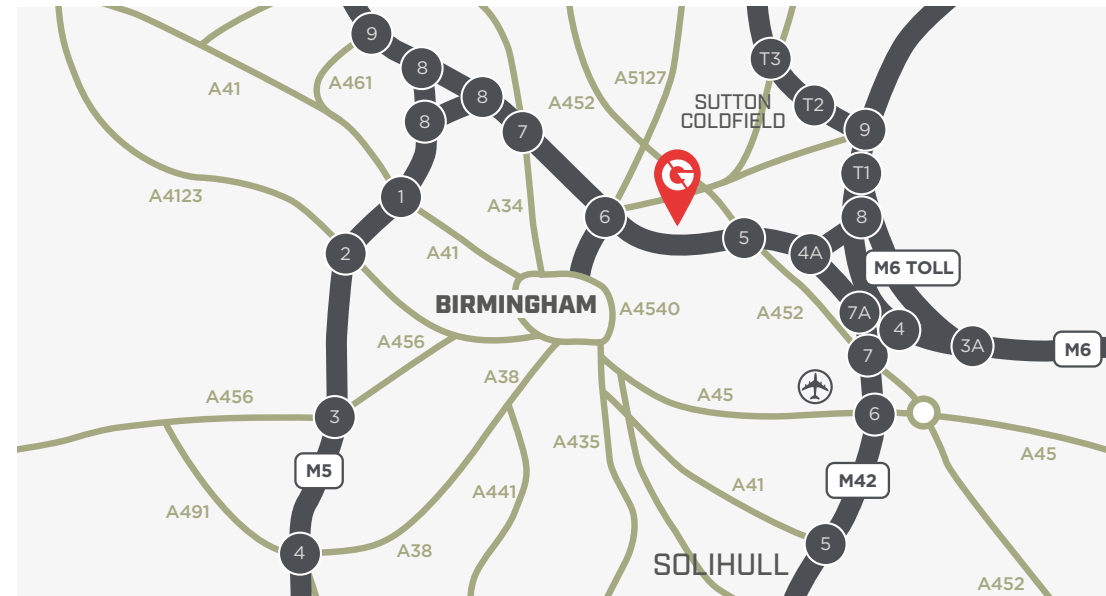 9
8
T3
A5127
A461
A41
8
A452
SUTTON
COLDFIELD
T2
8
7
9
T1
A4123
1
A34
G
6
8
5
2
A41
4A
M6 TOLL
BIRMINGHAM
A4540
A452
7A
4
A456
3A
M6
7
A38
A456
A45
3
6
A435
A45
M5
A441
A41
M42
A491
4
A38
5
SOLIHULL
A452